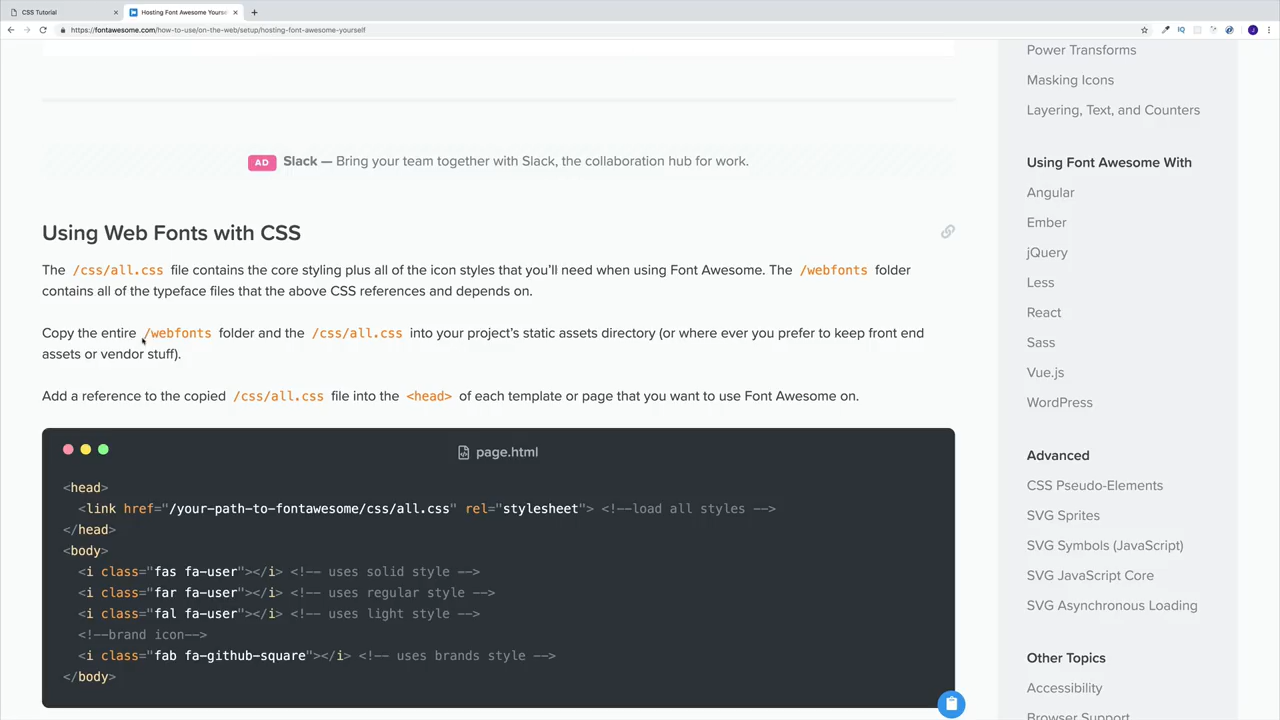 CSS Tutorial
Hosting Font Awesome Yourse
https://fontawesome.com/how-to-use/on-the-web/setup/hosting-font-awesome-yourself
IQ
J
AD Slack — Bring your team together with Slack, the collaboration hub for work.
Using Web Fonts with CSS
The /css/all.css file contains the core styling plus all of the icon styles that you’ll need when using Font Awesome. The /webfonts folder
contains all of the typeface files that the above CSS references and depends on.
Copy the entire /webfonts folder and the /css/all.css into your project’s static assets directory (or where ever you prefer to keep front end
assets or vendor stuff).
Add a reference to the copied /css/all.css file into the <head> of each template or page that you want to use Font Awesome on.
page.html
<head>
<link href="/your-path-to-fontawesome/css/all.css" rel="stylesheet"> <!--load all styles -->
</head>
<body>
<i class="fas fa-user"></i> <!-- uses solid style -->
<i class="far fa-user"></i> <!-- uses regular style -->
<i class="fal fa-user"></i> <!-- uses light style -->
<!--brand icon-->
<i class="fab fa-github-square"></i> <!-- uses brands style -->
</body>
Power Transforms
Masking Icons
Layering, Text, and Counters
Using Font Awesome With
Angular
Ember
jQuery
Less
React
Sass
Vue.js
WordPress
Advanced
CSS Pseudo-Elements
SVG Sprites
SVG Symbols (JavaScript)
SVG JavaScript Core
SVG Asynchronous Loading
Other Topics
Accessibility
Browser Support